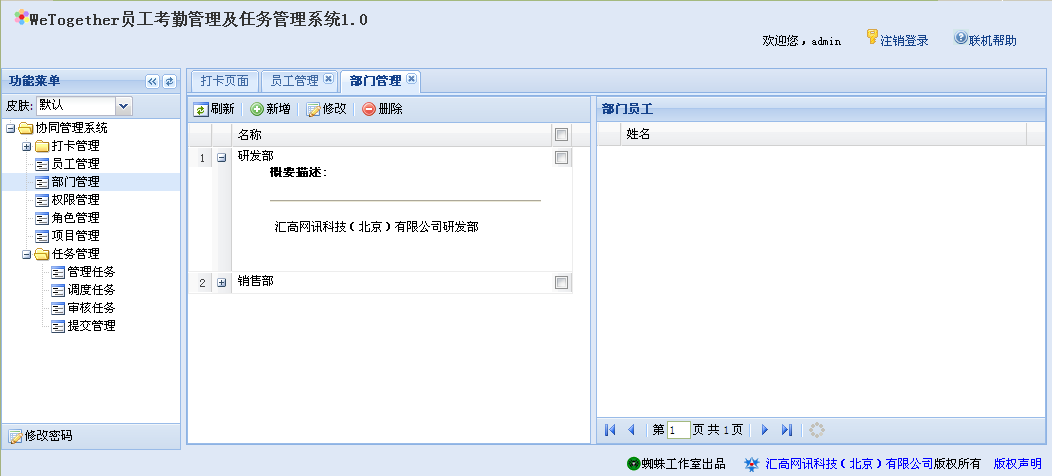 WeTogether员工考勤管理及任务管理系统1.0
欢迎您，admin 注销登录 联机帮助
功能菜单
皮肤: 默认
协同管理系统
打卡管理
员工管理
部门管理
权限管理
角色管理
项目管理
任务管理
管理任务
调度任务
审核任务
提交管理
修改密码
打卡页面 员工管理 部门管理
刷新 新增 修改 删除
名称
1 研发部
概要描述:
汇高网讯科技(北京)有限公司研发部
2 销售部
部门员工
姓名
第 1 页 共 1 页
蜘蛛工作室出品 汇高网讯科技(北京)有限公司版权所有 版权声明